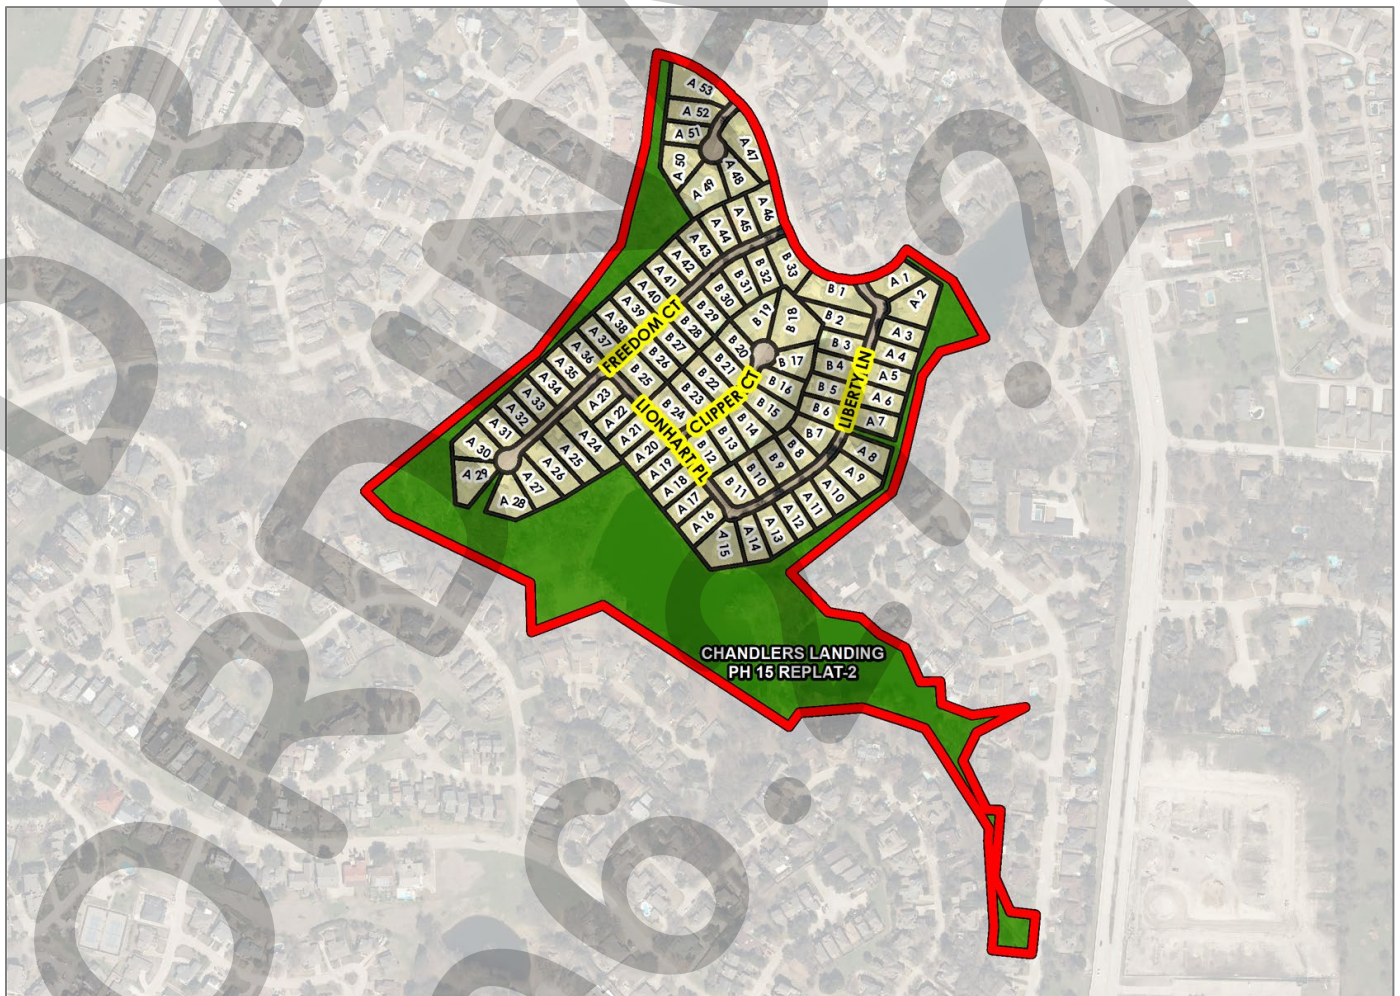 A 53
A 52
A 51
A 47
A 50
A 48
A 49
A 46
A 45
A 44
A 43
A 42
A 41
A 40
A 39
A 38
A 37
A 36
A 35
A 34
A 33
A 32
A 31
A 30
A 29
A 28
A 27
A 26
A 25
A 24
A 23
A 22
A 21
A 20
A 19
A 18
A 17
A 16
A 15
A 14
A 13
A 12
A 11
A 10
A 9
A 8
A 7
A 6
A 5
A 4
A 3
A 2
A 1
B 1
B 2
B 3
B 4
B 5
B 6
B 7
B 8
B 9
B 10
B 11
B 12
B 13
B 14
B 15
B 16
B 17
B 18
B 19
B 20
B 21
B 22
B 23
B 24
B 25
B 26
B 27
B 28
B 29
B 30
B 31
B 32
B 33
FREEDOM CT
LIONHART PL
CLIPPER CT
LIBERTY LN
CHANDLERS LANDING
PH 15 REPLAT-2